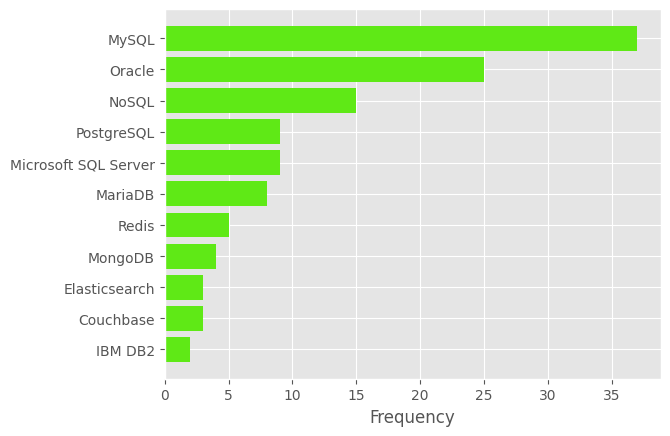 MySQL
Oracle
NoSQL
PostgreSQL
Microsoft SQL Server
MariaDB
Redis
MongoDB
Elasticsearch
Couchbase
IBM DB2
0 5 10 15 20 25 30 35
Frequency